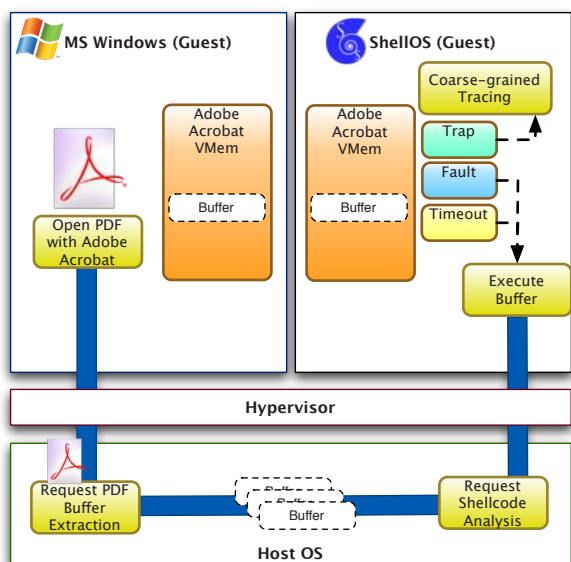 MS Windows (Guest)
ShellOS (Guest)
Adobe
Acrobat
VMem
Buffer
Open PDF
with Adobe
Acrobat
Adobe
Acrobat
VMem
Buffer
Coarse-grained
Tracing
Trap
Fault
Timeout
Execute
Buffer
Hypervisor
Request PDF
Buffer
Extraction
Buffer
Request
Shellcode
Analysis
Host OS